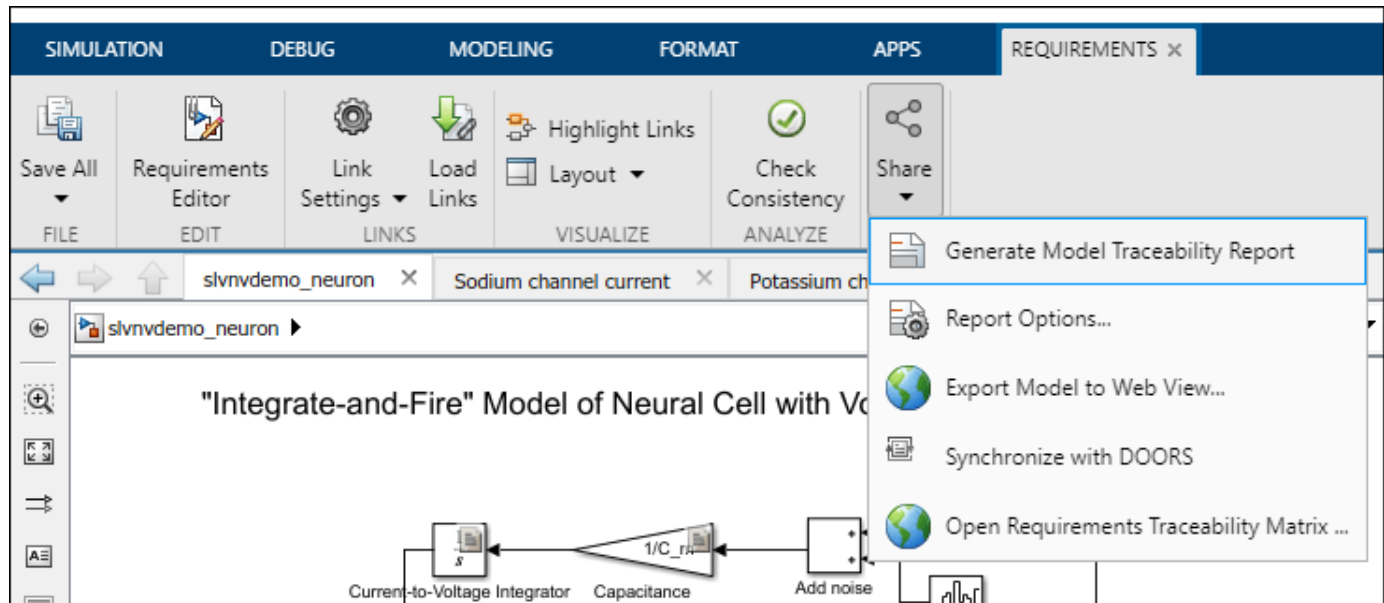 SIMULATION DEBUG MODELING FORMAT APPS REQUIREMENTS ×
Save All
Requirements Editor
Link Settings
Load Links
Highlight Links
Layout
Check Consistency
Share
FILE EDIT LINKS VISUALIZE ANALYZE
Generate Model Traceability Report
Report Options...
Export Model to Web View...
Synchronize with DOORS
Open Requirements Traceability Matrix ...
slvnvdemo_neuron × Sodium channel current × Potassium
slvnvdemo_neuron
"Integrate-and-Fire" Model of Neural Cell with
s
Current-to-Voltage Integrator
Capacitance
Add noise